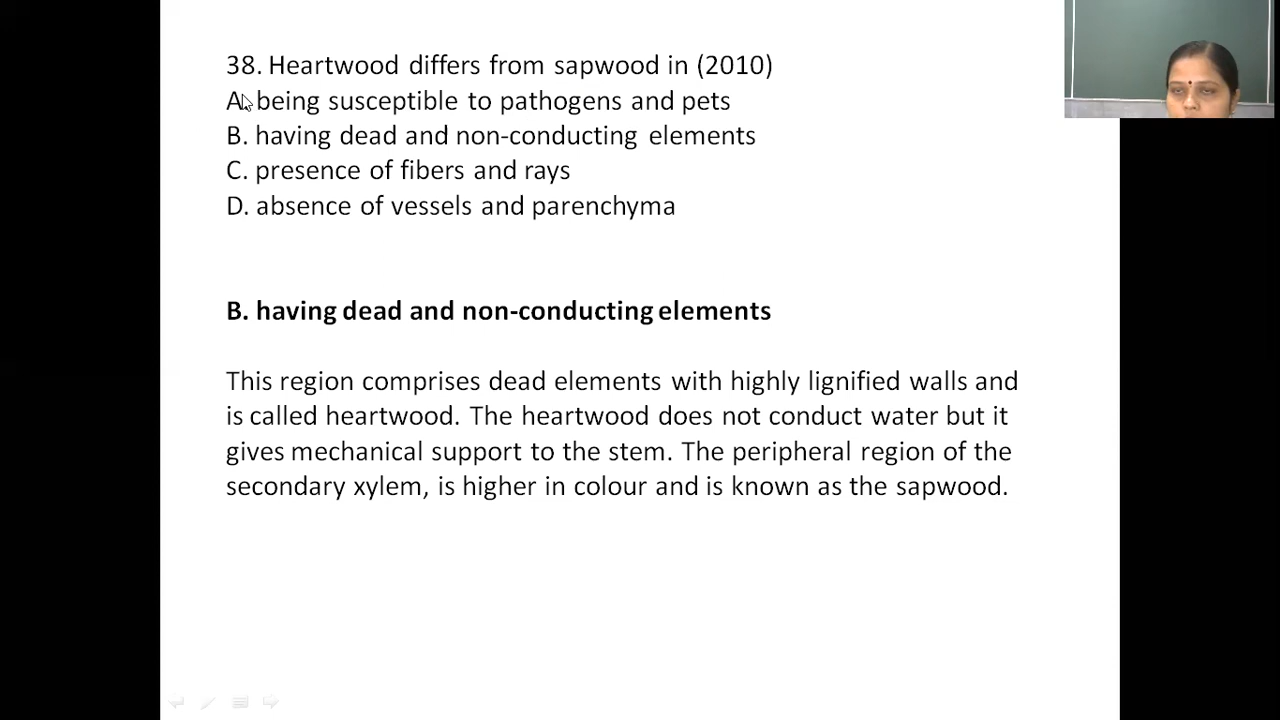 38. Heartwood differs from sapwood in (2010)
A. being susceptible to pathogens and pets
B. having dead and non-conducting elements
C. presence of fibers and rays
D. absence of vessels and parenchyma
B. having dead and non-conducting elements
This region comprises dead elements with highly lignified walls and
is called heartwood. The heartwood does not conduct water but it
gives mechanical support to the stem. The peripheral region of the
secondary xylem, is higher in colour and is known as the sapwood.